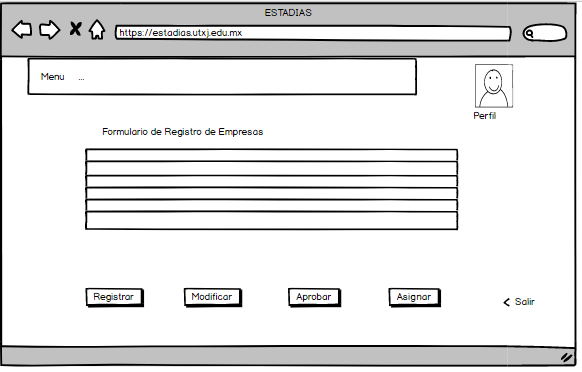 ESTADIAS
https://estadias.utxj.edu.mx
Menu ...
Perfil
Formulario de Registro de Empresas
Registrar Modificar Aprobar Asignar
Salir